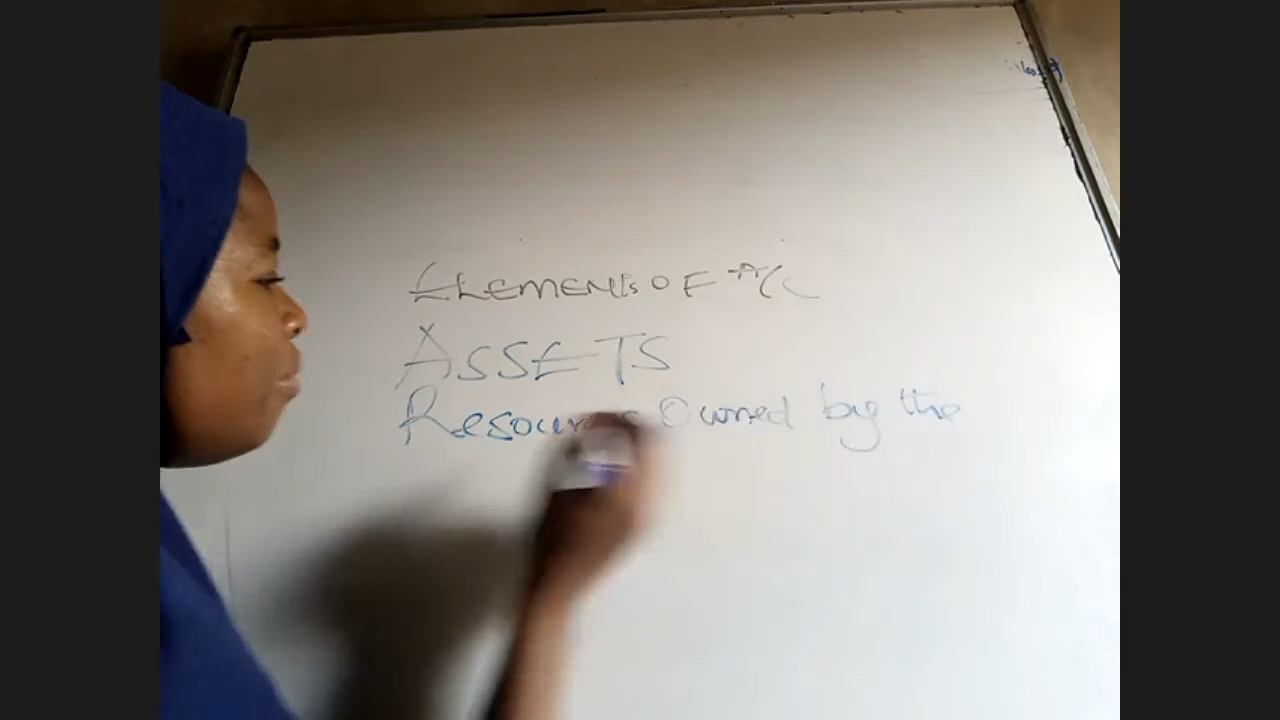 ELEMENTS OF A/C
ASSETS
Resources Owned by the